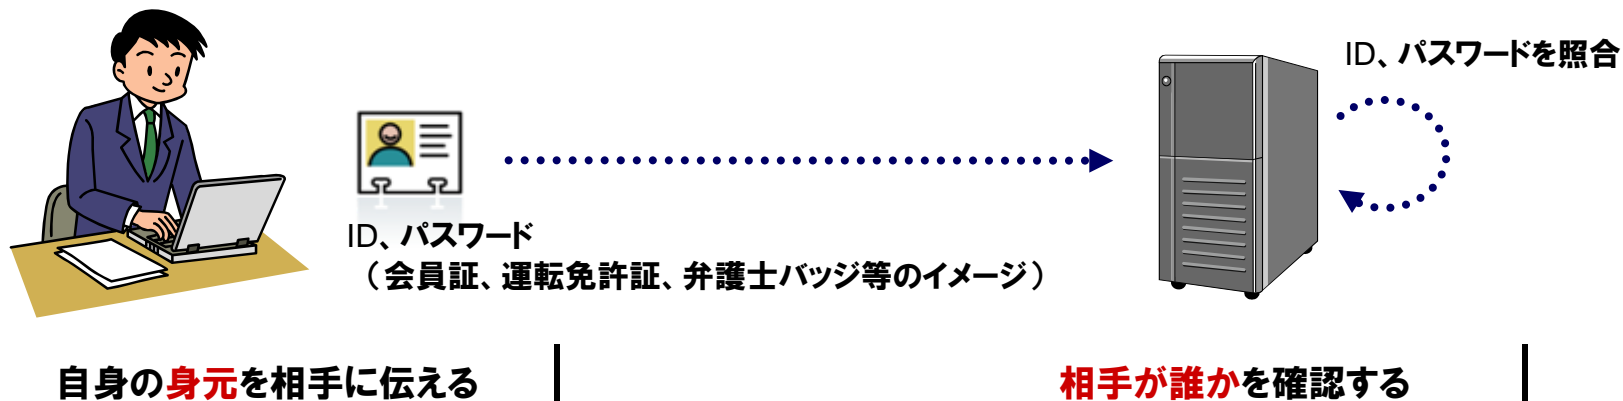 ID、パスワードを照合
ID、パスワード
（会員証、運転免許証、弁護士バッジ等のイメージ）
自身の身元を相手に伝える
相手が誰かを確認する